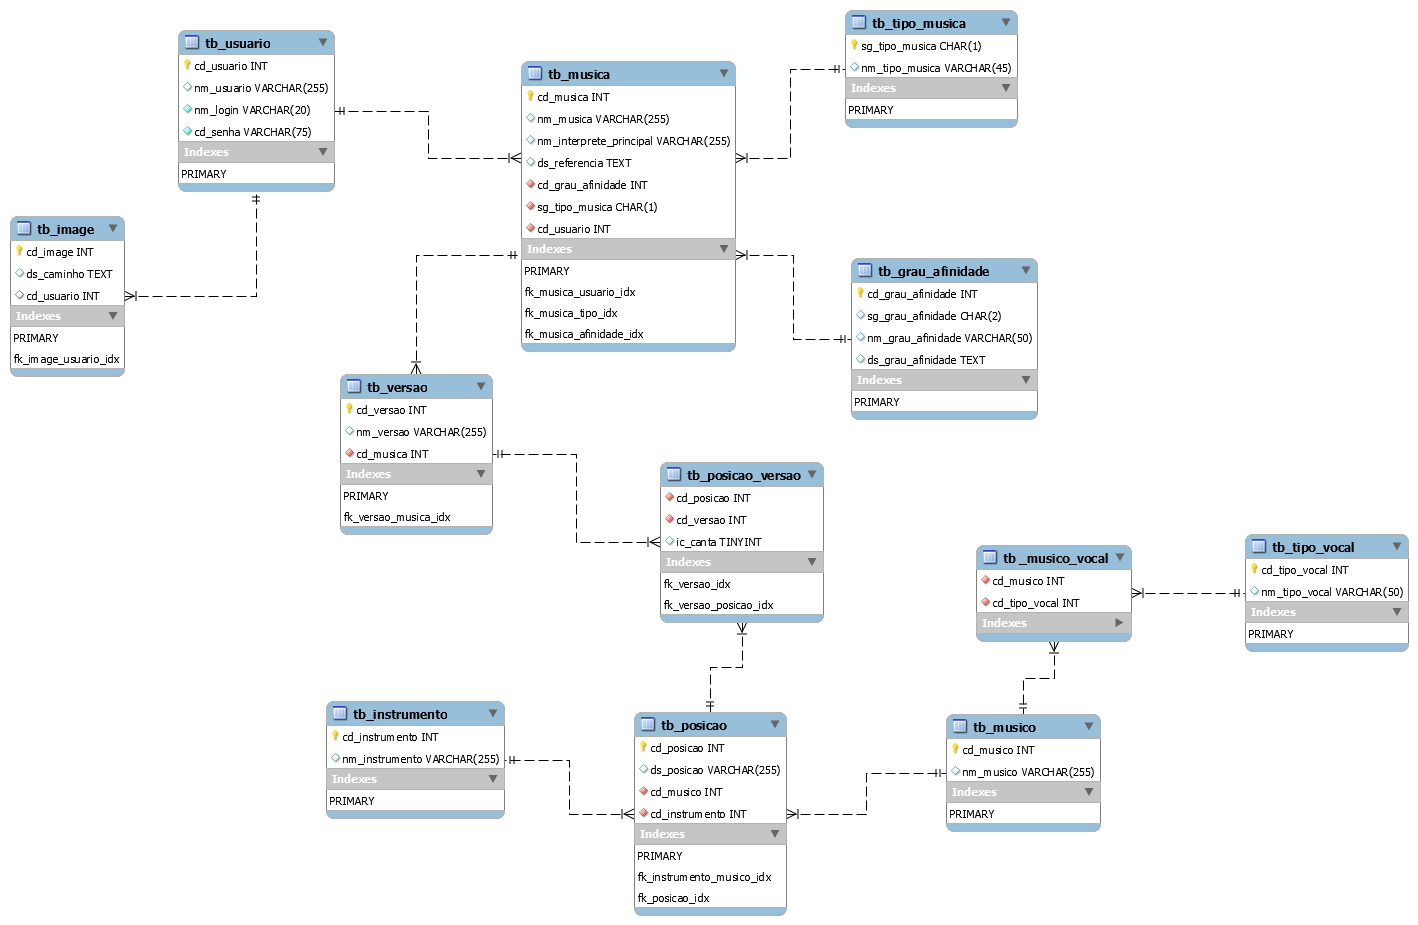 tb_usuario
cd_usuario INT
nm_usuario VARCHAR(255)
nm_login VARCHAR(20)
cd_senha VARCHAR(75)
Indexes
PRIMARY
tb_image
cd_image INT
ds_caminho TEXT
cd_usuario INT
Indexes
PRIMARY
fk_image_usuario_idx
tb_musica
cd_musica INT
nm_musica VARCHAR(255)
nm_interprete_principal VARCHAR(255)
ds_referencia TEXT
cd_grau_afinidade INT
sg_tipo_musica CHAR(1)
cd_usuario INT
Indexes
PRIMARY
fk_musica_usuario_idx
fk_musica_tipo_idx
fk_musica_afinidade_idx
tb_tipo_musica
sg_tipo_musica CHAR(1)
nm_tipo_musica VARCHAR(45)
Indexes
PRIMARY
tb_grau_afinidade
cd_grau_afinidade INT
sg_grau_afinidade CHAR(2)
nm_grau_afinidade VARCHAR(50)
ds_grau_afinidade TEXT
Indexes
PRIMARY
tb_versao
cd_versao INT
nm_versao VARCHAR(255)
cd_musica INT
Indexes
PRIMARY
fk_versao_musica_idx
tb_posicao_versao
cd_posicao INT
cd_versao INT
ic_canta TINYINT
Indexes
fk_versao_idx
fk_versao_posicao_idx
tb _musico_vocal
cd_musico INT
cd_tipo_vocal INT
Indexes
tb_tipo_vocal
cd_tipo_vocal INT
nm_tipo_vocal VARCHAR(50)
Indexes
PRIMARY
tb_instrumento
cd_instrumento INT
nm_instrumento VARCHAR(255)
Indexes
PRIMARY
tb_posicao
cd_posicao INT
ds_posicao VARCHAR(255)
cd_musico INT
cd_instrumento INT
Indexes
PRIMARY
fk_instrumento_musico_idx
fk_posicao_idx
tb_musico
cd_musico INT
nm_musico VARCHAR(255)
Indexes
PRIMARY